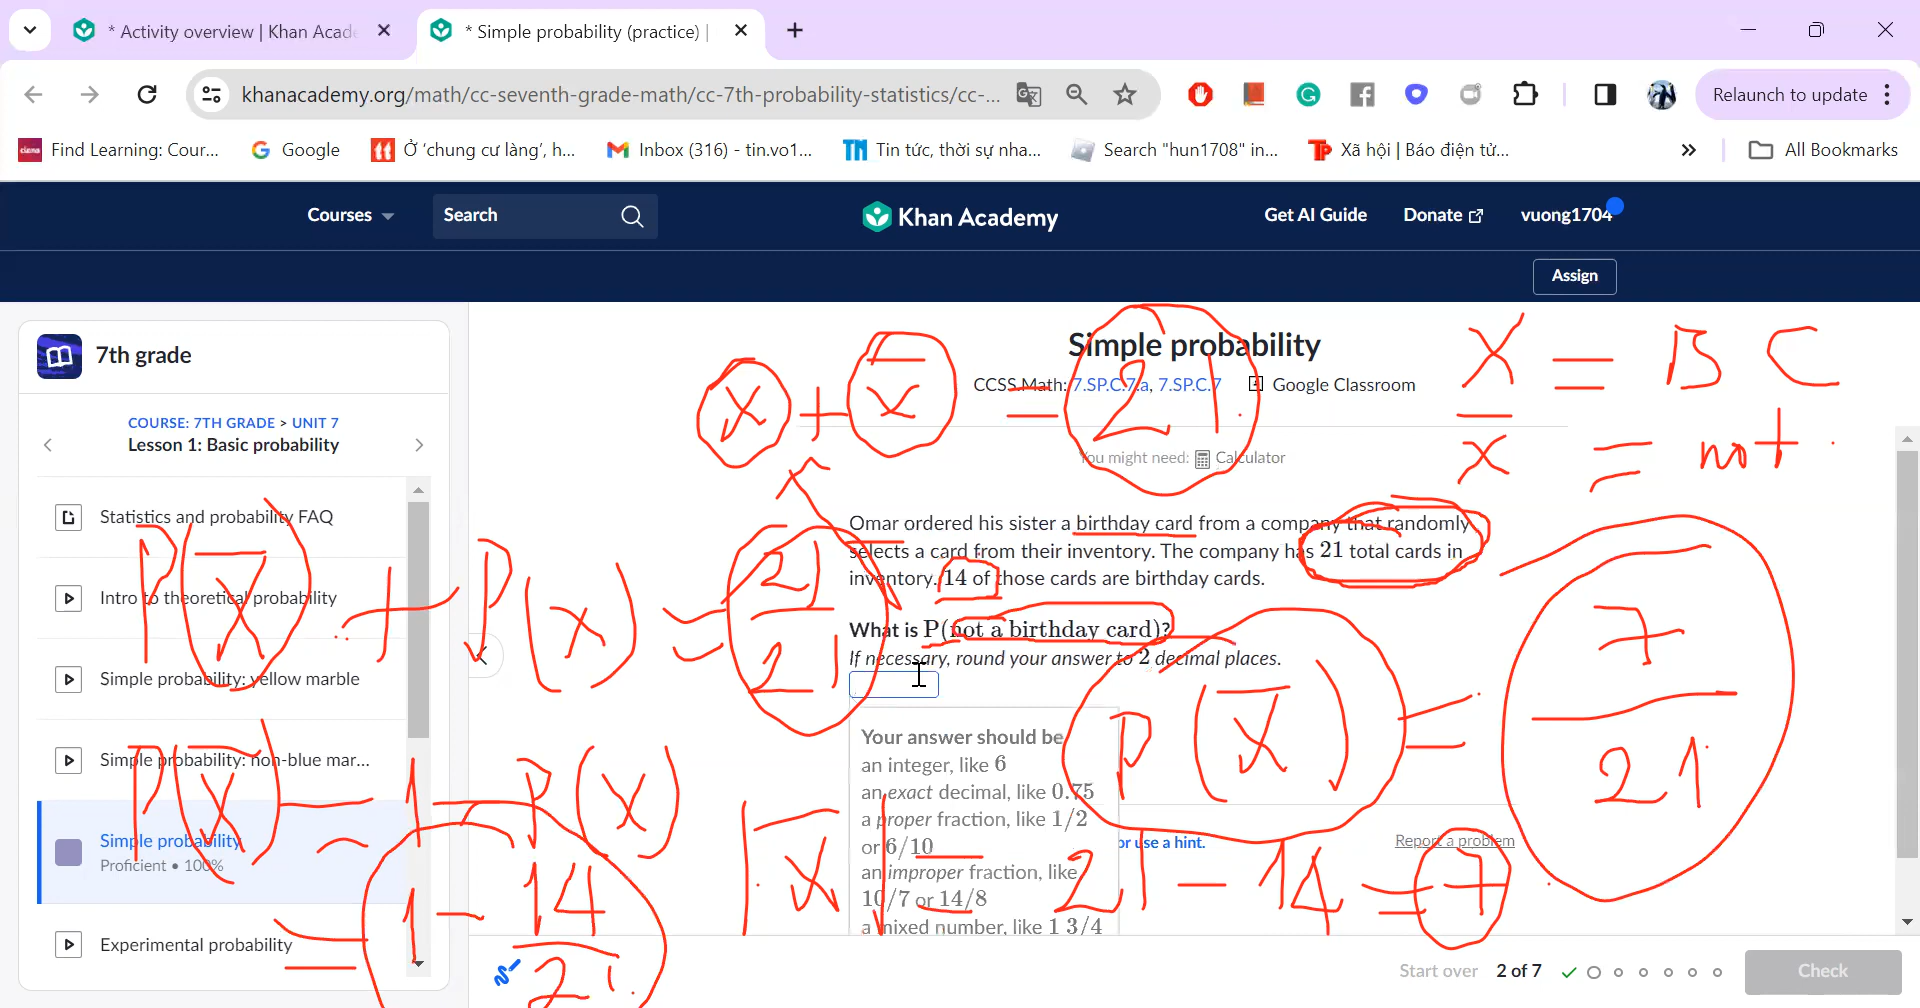 * Activity overview | Khan Acade
* Simple probability (practice) |
khanacademy.org/math/cc-seventh-grade-math/cc-7th-probability-statistics/cc-...
Relaunch to update
Find Learning: Cour...
Google
Ở 'chung cư làng', h...
Inbox (316) - tin.vo1...
Tin tức, thời sự nha...
Search "hun1708" in...
Xã hội | Báo điện tử...
All Bookmarks
Courses
Search
Khan Academy
Get AI Guide
Donate
vuong1704
Assign
7th grade
COURSE: 7TH GRADE > UNIT 7
Lesson 1: Basic probability
Statistics and probability FAQ
Intro to theoretical probability
Simple probability: yellow marble
Simple probability: non-blue mar...
Simple probability
Proficient • 100%
Experimental probability
Simple probability
CCSS.Math: 7.SP.C.7.a, 7.SP.C.7
Google Classroom
You might need: Calculator
Omar ordered his sister a birthday card from a company that randomly
selects a card from their inventory. The company has 21 total cards in
inventory. 14 of those cards are birthday cards.
What is P(not a birthday card)?
If necessary, round your answer to 2 decimal places.
Your answer should be
an integer, like 6
an exact decimal, like 0.75
a proper fraction, like 1/2
or 6/10
an improper fraction, like
10/7 or 14/8
a mixed number, like 1 3/4
or use a hint.
Report a problem
Start over
2 of 7
Check
x + x̅ = 21
X = BC
x̅ = not
P(x̅) + P(x) = 21/21
P(x̅) = 1 - P(x)
= 1 - 14/21
|x̅| = 21 - 14 = 7
P(x̅) = 7/21